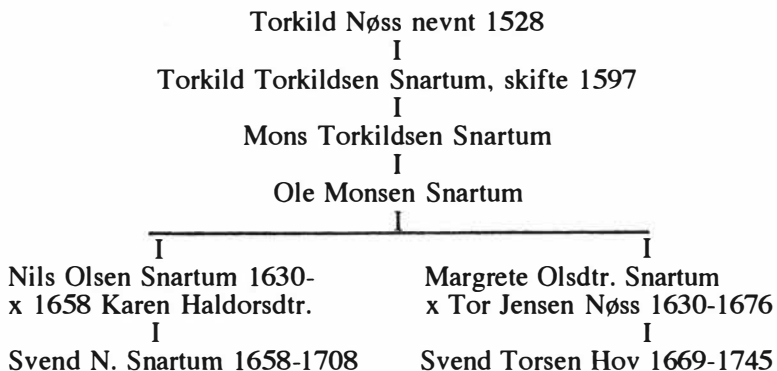 Torkild Nøss nevnt 1528
I
Torkild Torkildsen Snartum, skifte 1597
I
Mons Torkildsen Snartum
I
Ole Monsen Snartum
I
I I
Nils Olsen Snartum 1630- Margrete Olsdtr. Snartum
x 1658 Karen Haldorsdtr. x Tor Jensen Nøss 1630-1676
I I
Svend N. Snartum 1658-1708 Svend Torsen Hov 1669-1745